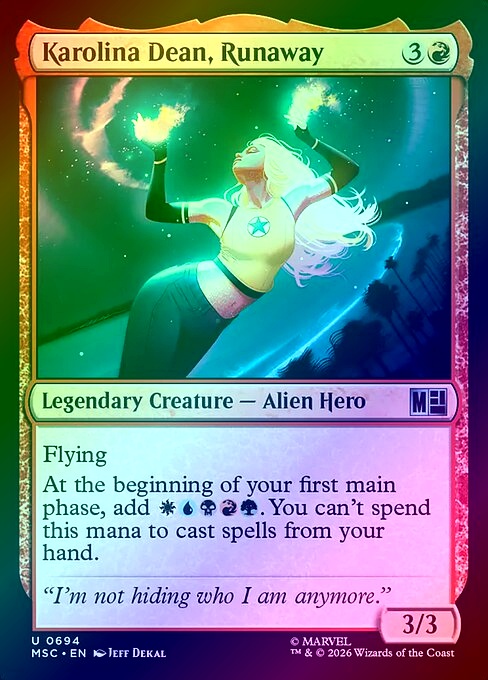 Karolina Dean, Runaway 3
Legendary Creature — Alien Hero
Flying
At the beginning of your first main
phase, add . You can't spend
this mana to cast spells from your
hand.
"I'm not hiding who I am anymore."
3/3
U 0694
MSC • EN Jeff Dekal
© MARVEL
™ & © 2026 Wizards of the Coast